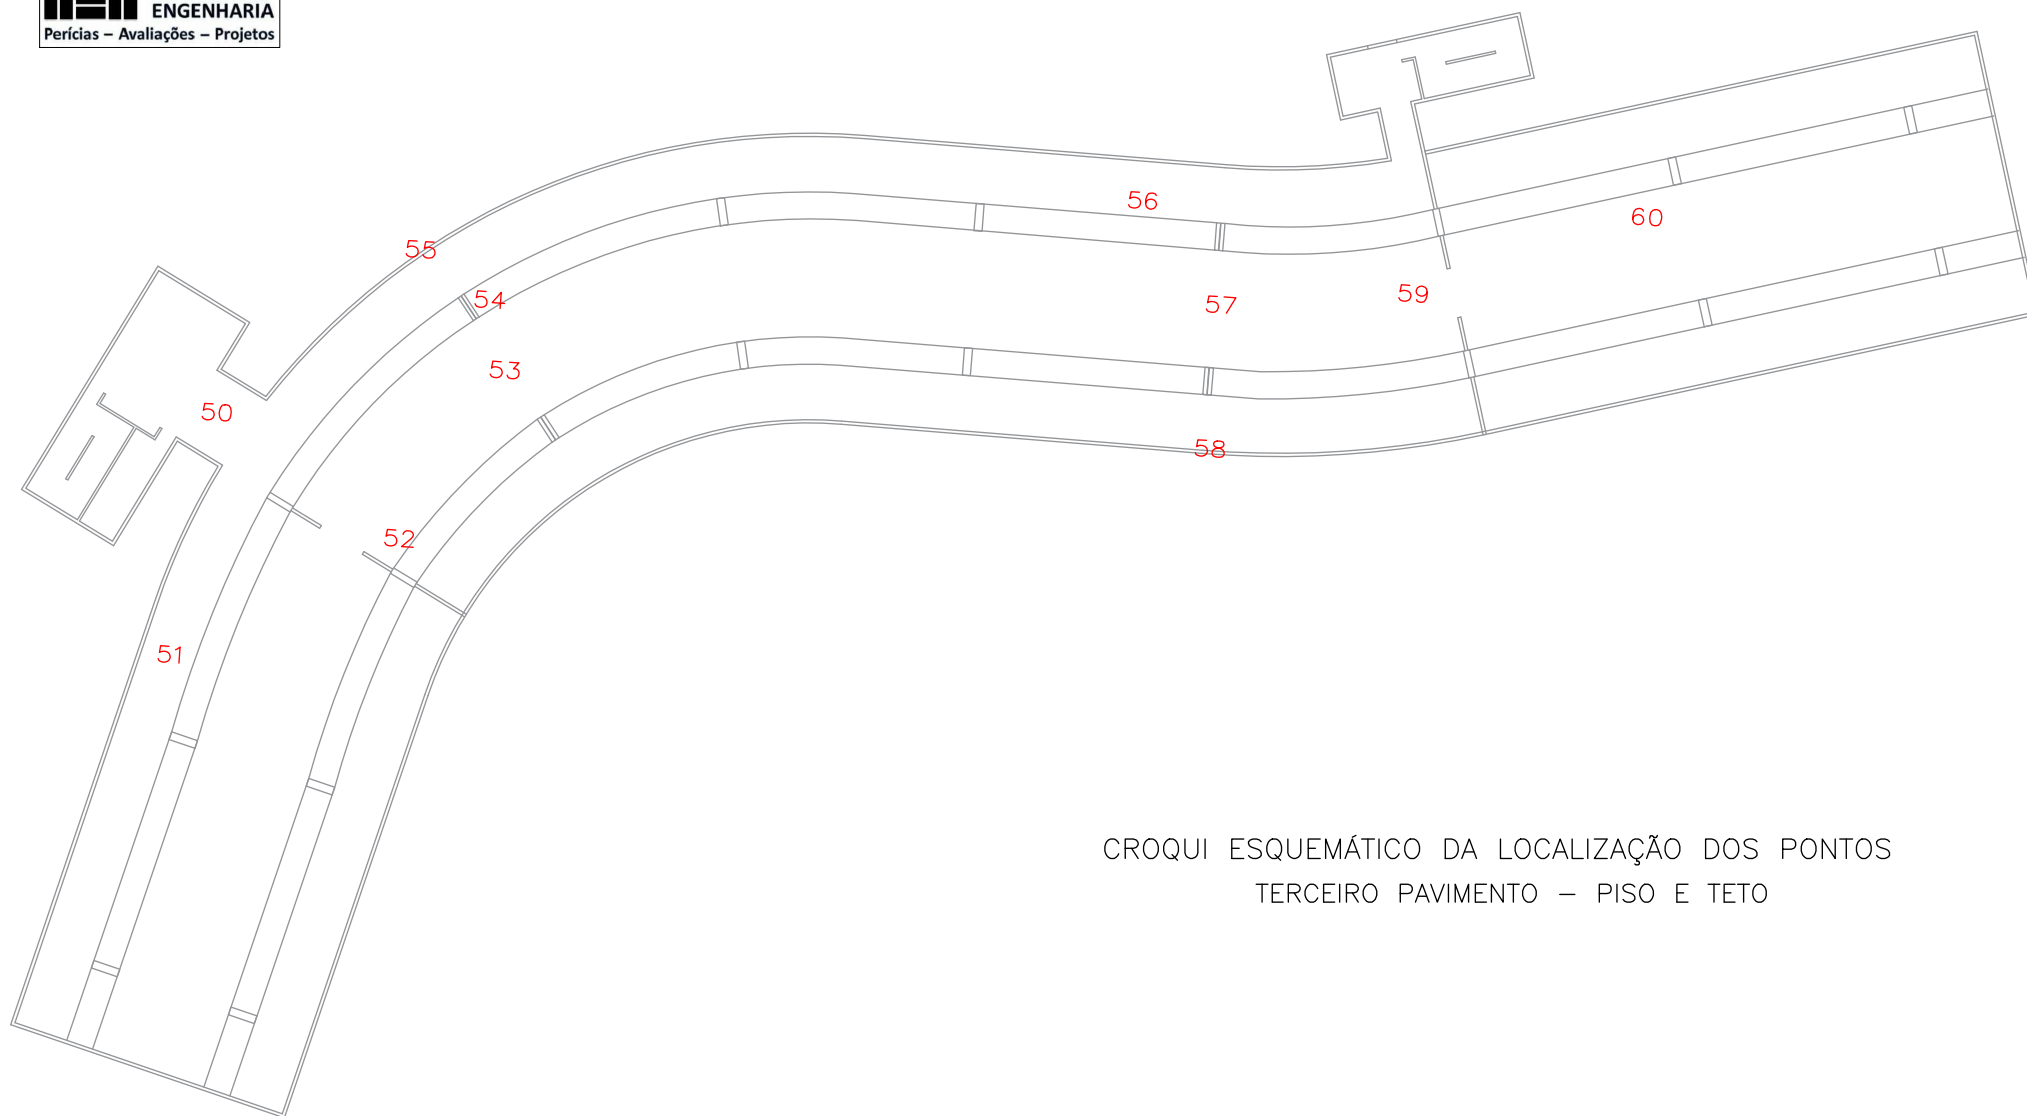 ENGENHARIA
Perícias – Avaliações – Projetos
56
60
55
54
57
59
53
50
58
52
51
CROQUI ESQUEMÁTICO DA LOCALIZAÇÃO DOS PONTOS
TERCEIRO PAVIMENTO – PISO E TETO